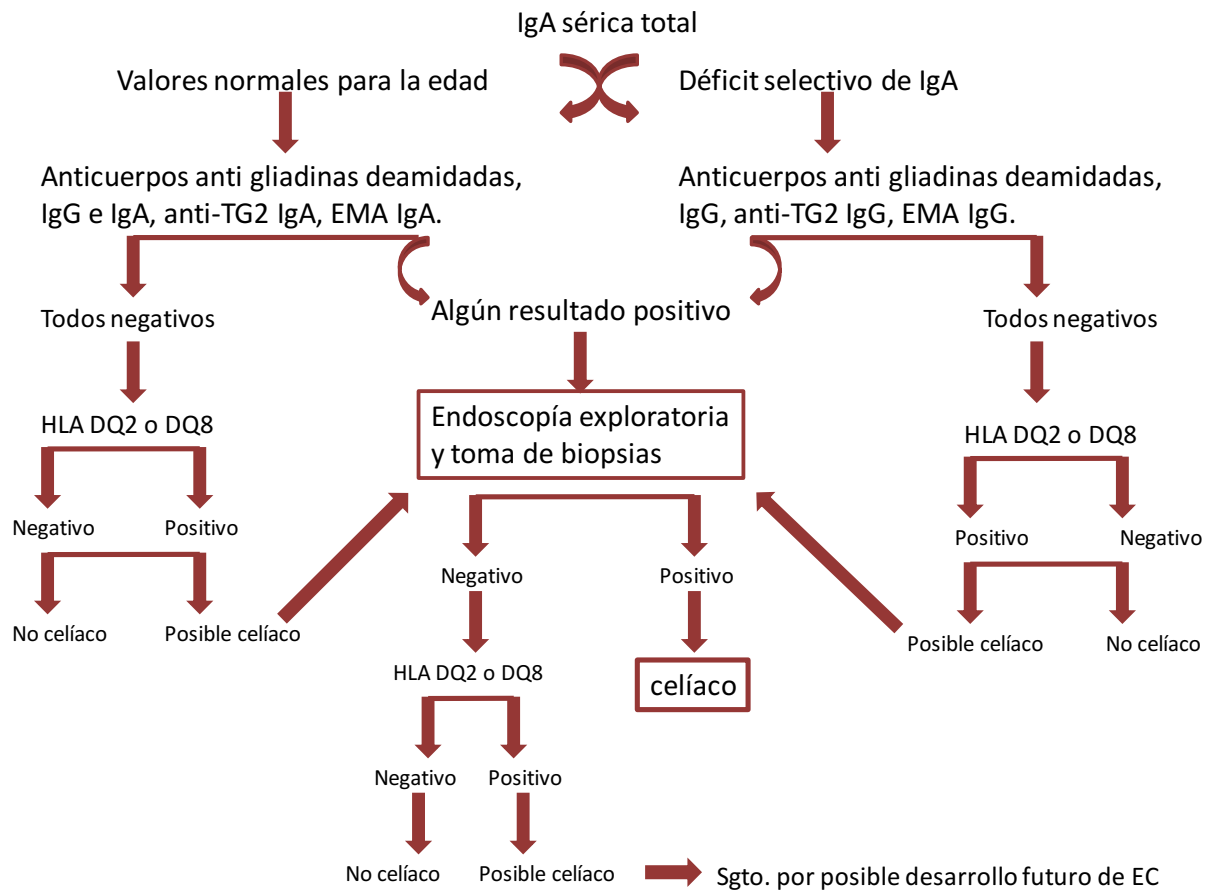 IgA sérica total
Valores normales para la edad
Déficit selectivo de IgA
Anticuerpos anti gliadinas deamidadas,
IgG e IgA, anti-TG2 IgA, EMA IgA.
Anticuerpos anti gliadinas deamidadas,
IgG, anti-TG2 IgG, EMA IgG.
Todos negativos
Algún resultado positivo
Todos negativos
HLA DQ2 o DQ8
Endoscopía exploratoria
y toma de biopsias
HLA DQ2 o DQ8
Negativo
Positivo
Positivo
Negativo
Negativo
Positivo
No celíaco
Posible celíaco
Posible celíaco
No celíaco
HLA DQ2 o DQ8
celíaco
Negativo
Positivo
No celíaco
Posible celíaco
Sgto. por posible desarrollo futuro de EC